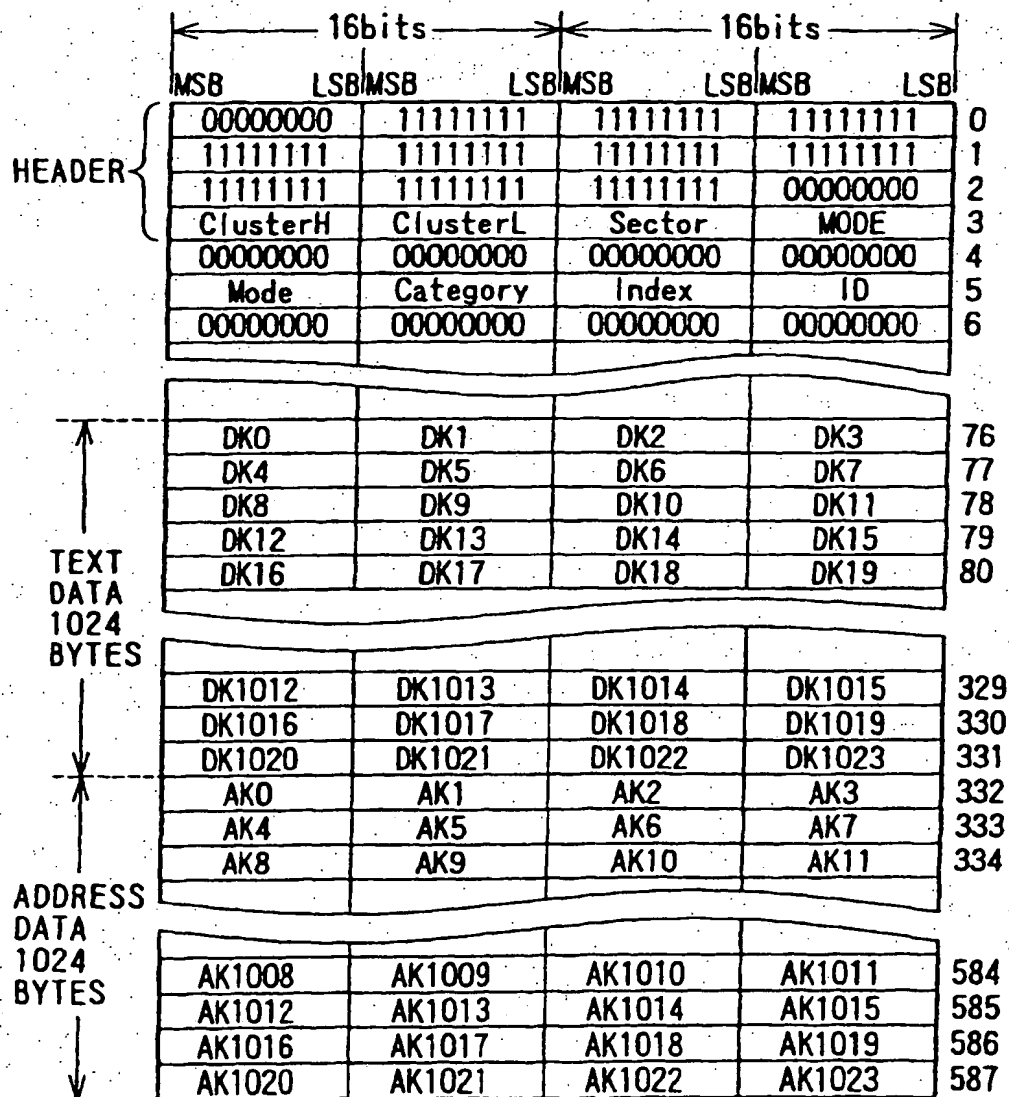 16bits 16bits
MSB LSB MSB LSB MSB LSB MSB LSB
00000000 11111111 11111111 11111111 0
11111111 11111111 11111111 11111111 1
HEADER
11111111 11111111 11111111 00000000 2
ClusterH ClusterL Sector MODE 3
00000000 00000000 00000000 00000000 4
Mode Category Index ID 5
00000000 00000000 00000000 00000000 6
DK0 DK1 DK2 DK3 76
DK4 DK5 DK6 DK7 77
DK8 DK9 DK10 DK11 78
DK12 DK13 DK14 DK15 79
DK16 DK17 DK18 DK19 80
TEXT
DATA
1024
BYTES
DK1012 DK1013 DK1014 DK1015 329
DK1016 DK1017 DK1018 DK1019 330
DK1020 DK1021 DK1022 DK1023 331
AK0 AK1 AK2 AK3 332
AK4 AK5 AK6 AK7 333
AK8 AK9 AK10 AK11 334
ADDRESS
DATA
1024
BYTES
AK1008 AK1009 AK1010 AK1011 584
AK1012 AK1013 AK1014 AK1015 585
AK1016 AK1017 AK1018 AK1019 586
AK1020 AK1021 AK1022 AK1023 587